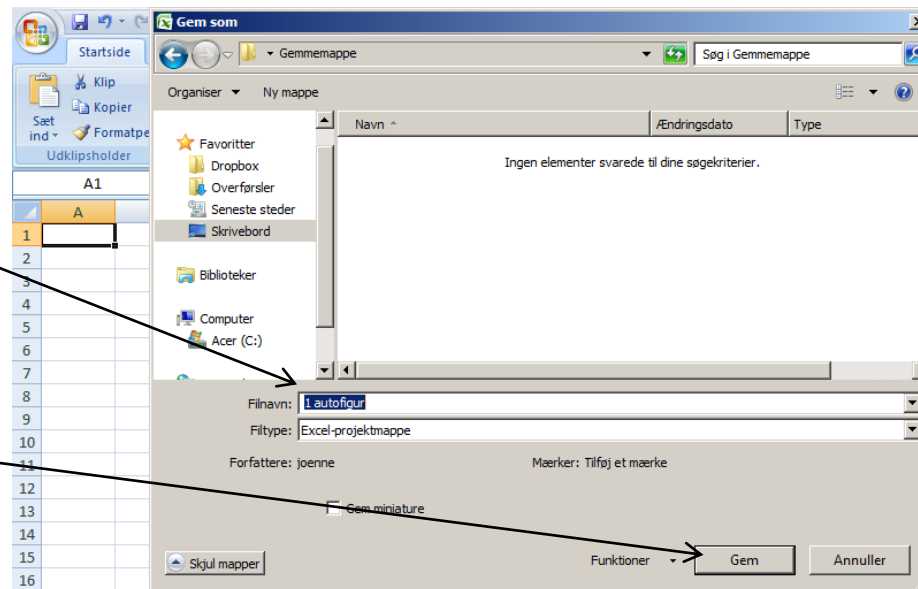 Gem som
Startside
Gemmemappe
Søg i Gemmemappe
Klip
Kopier
Sæt
ind
Formatpe
Udklipsholder
Organiser
Ny mappe
Navn
Ændringsdato
Type
Favoritter
Dropbox
Overførsler
Seneste steder
Skrivebord
Biblioteker
Computer
Acer (C:)
Ingen elementer svarede til dine søgekriterier.
A1
A
1
2
3
4
5
6
7
8
9
10
11
12
13
14
15
16
Filnavn: 1 autofigur
Filtype: Excel-projektmappe
Forfattere: joenne
Mærker: Tilføj et mærke
Gem miniature
Skjul mapper
Funktioner
Gem
Annuller